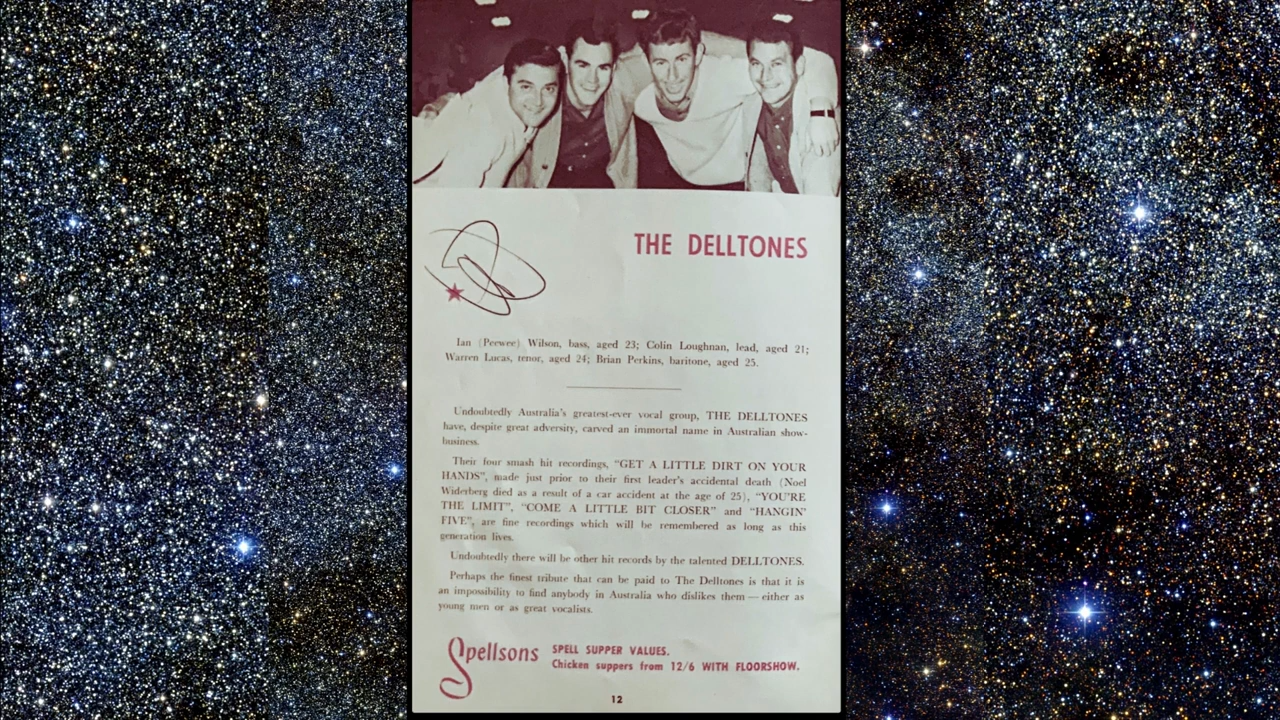 THE DELLTONES
Ian (Peewee) Wilson, bass, aged 23; Colin Loughnan, lead, aged 21;
Warren Lucas, tenor, aged 24; Brian Perkins, baritone, aged 25.
Undoubtedly Australia's greatest-ever vocal group, THE DELLTONES
have, despite great adversity, carved an immortal name in Australian show-
business.
Their four smash hit recordings, "GET A LITTLE DIRT ON YOUR
HANDS", made just prior to their first leader's accidental death (Noel
Widerberg died as a result of a car accident at the age of 25), "YOU'RE
THE LIMIT", "COME A LITTLE BIT CLOSER" and "HANGIN'
FIVE", are fine recordings which will be remembered as long as this
generation lives.
Undoubtedly there will be other hit records by the talented DELLTONES.
Perhaps the finest tribute that can be paid to The Delltones is that it is
an impossibility to find anybody in Australia who dislikes them — either as
young men or as great vocalists.
Spellsons SPELL SUPPER VALUES.
Chicken suppers from 12/6 WITH FLOORSHOW.
12